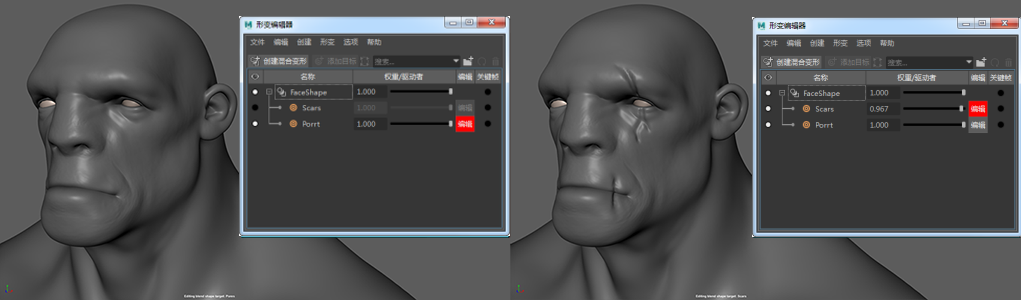 形变编辑器
文件 编辑 创建 形变 选项 帮助
创建混合变形 添加目标 搜索...
名称 权重/驱动者 编辑 关键帧
FaceShape 1.000
Scars 1.000 编辑
Porrt 1.000 编辑
形变编辑器
文件 编辑 创建 形变 选项 帮助
创建混合变形 添加目标 搜索...
名称 权重/驱动者 编辑 关键帧
FaceShape 1.000
Scars 0.967 编辑
Porrt 1.000 编辑
Editing blend shape target: Porrt
Editing blend shape target: Scars